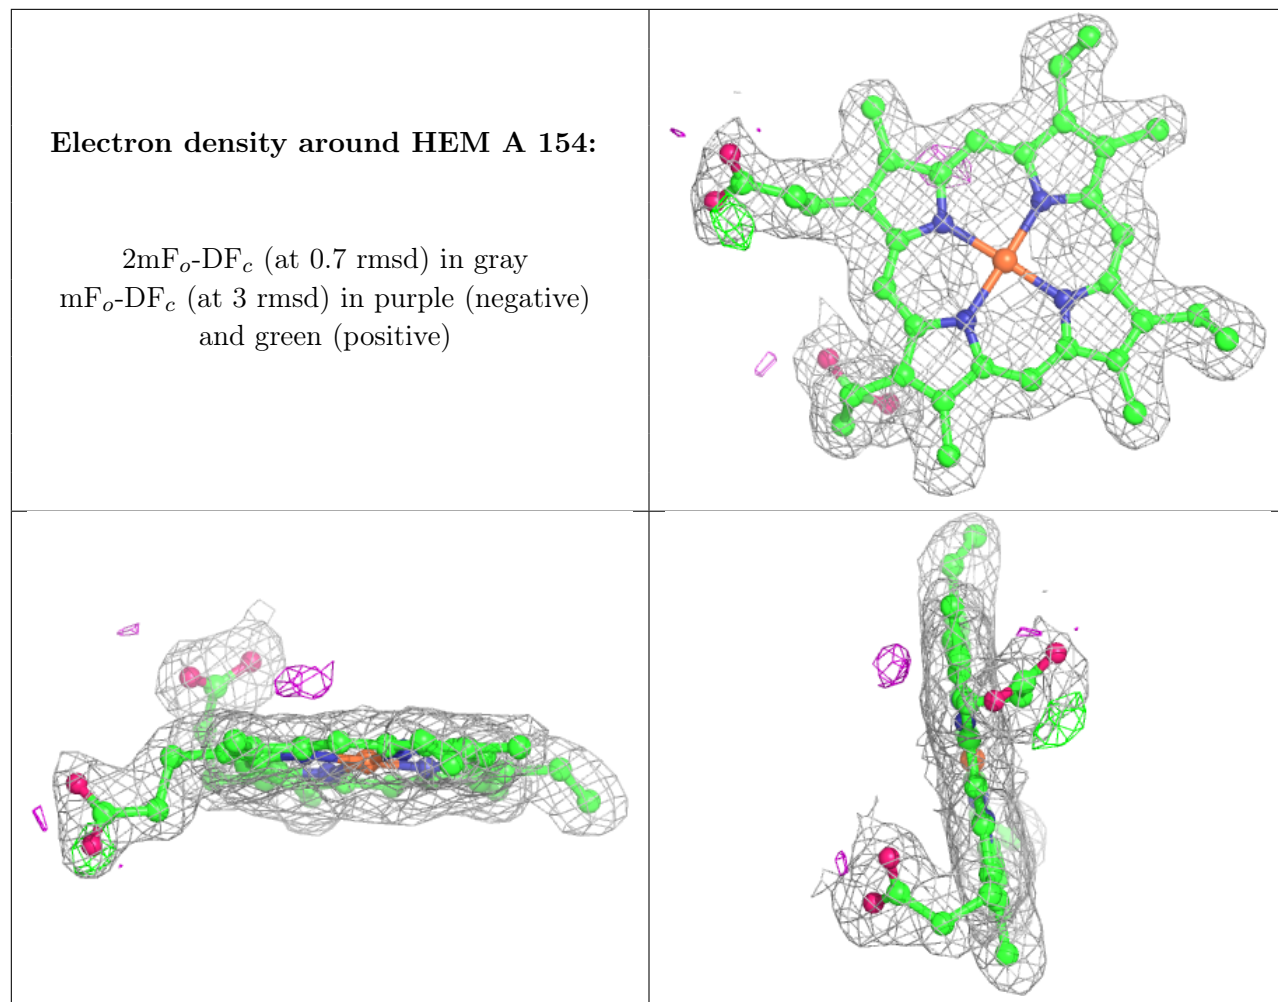 Electron density around HEM A 154:
2mFo-DFc (at 0.7 rmsd) in gray
mFo-DFc (at 3 rmsd) in purple (negative)
and green (positive)